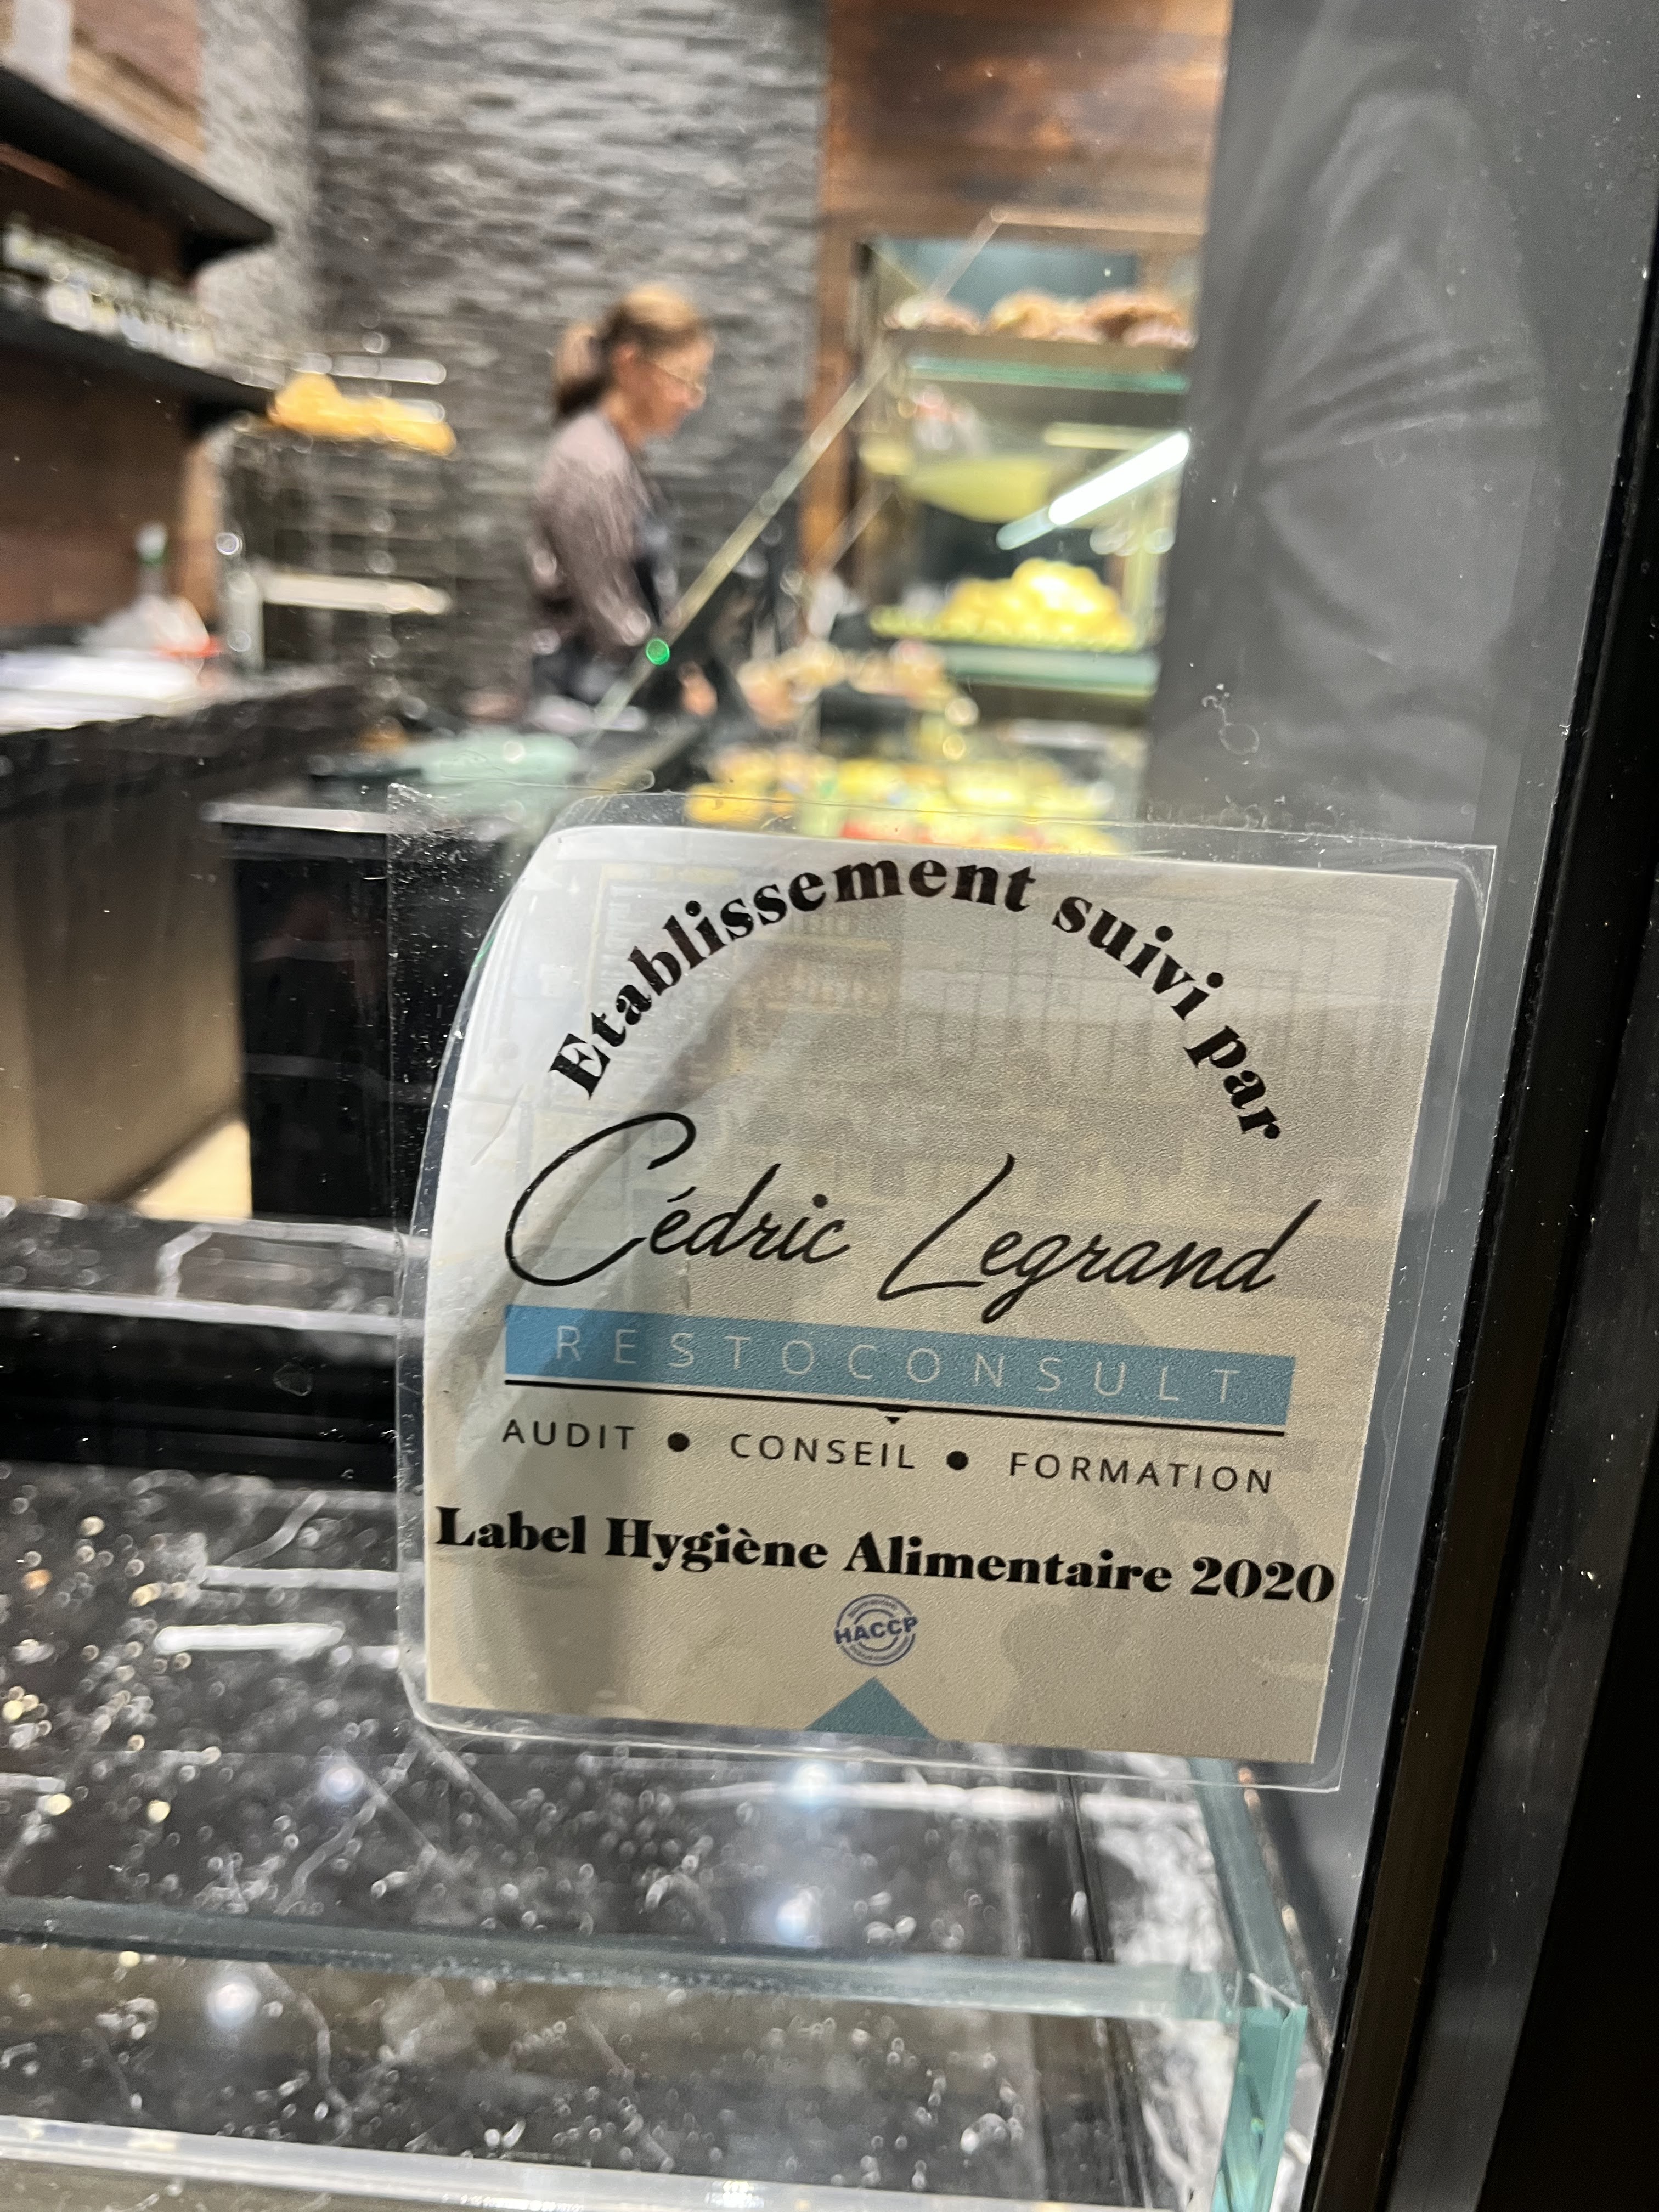 Etablissement suivi par
Cédric Legrand
RESTOCONSULT
AUDIT ● CONSEIL ● FORMATION
Label Hygiène Alimentaire 2020
HACCP